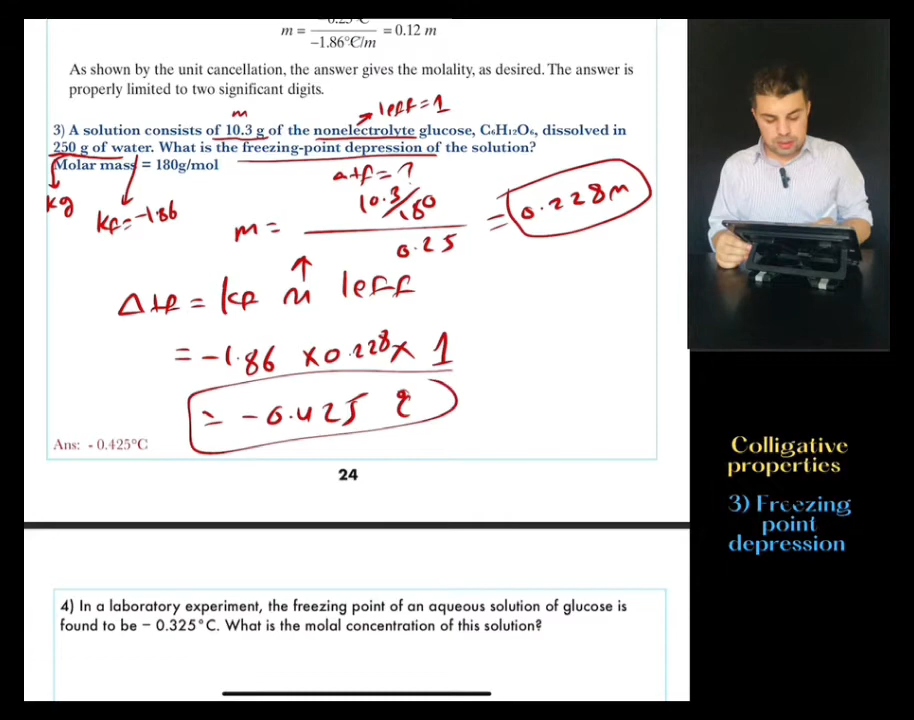 m = -0.23°C / -1.86°C/m = 0.12 m
As shown by the unit cancellation, the answer gives the molality, as desired. The answer is
properly limited to two significant digits.
m
ieff = 1
3) A solution consists of 10.3 g of the nonelectrolyte glucose, C₆H₁₂O₆, dissolved in
250 g of water. What is the freezing-point depression of the solution?
Molar mass = 180g/mol
Δtf = ?
kg
kf = -1.86
m = 10.3/180 / 0.25 = 0.228m
Δtf = kf m ieff
= -1.86 × 0.228 × 1
= -0.425 °C
Ans: - 0.425°C
24
4) In a laboratory experiment, the freezing point of an aqueous solution of glucose is
found to be − 0.325°C. What is the molal concentration of this solution?
Colligative
properties
3) Freezing
point
depression